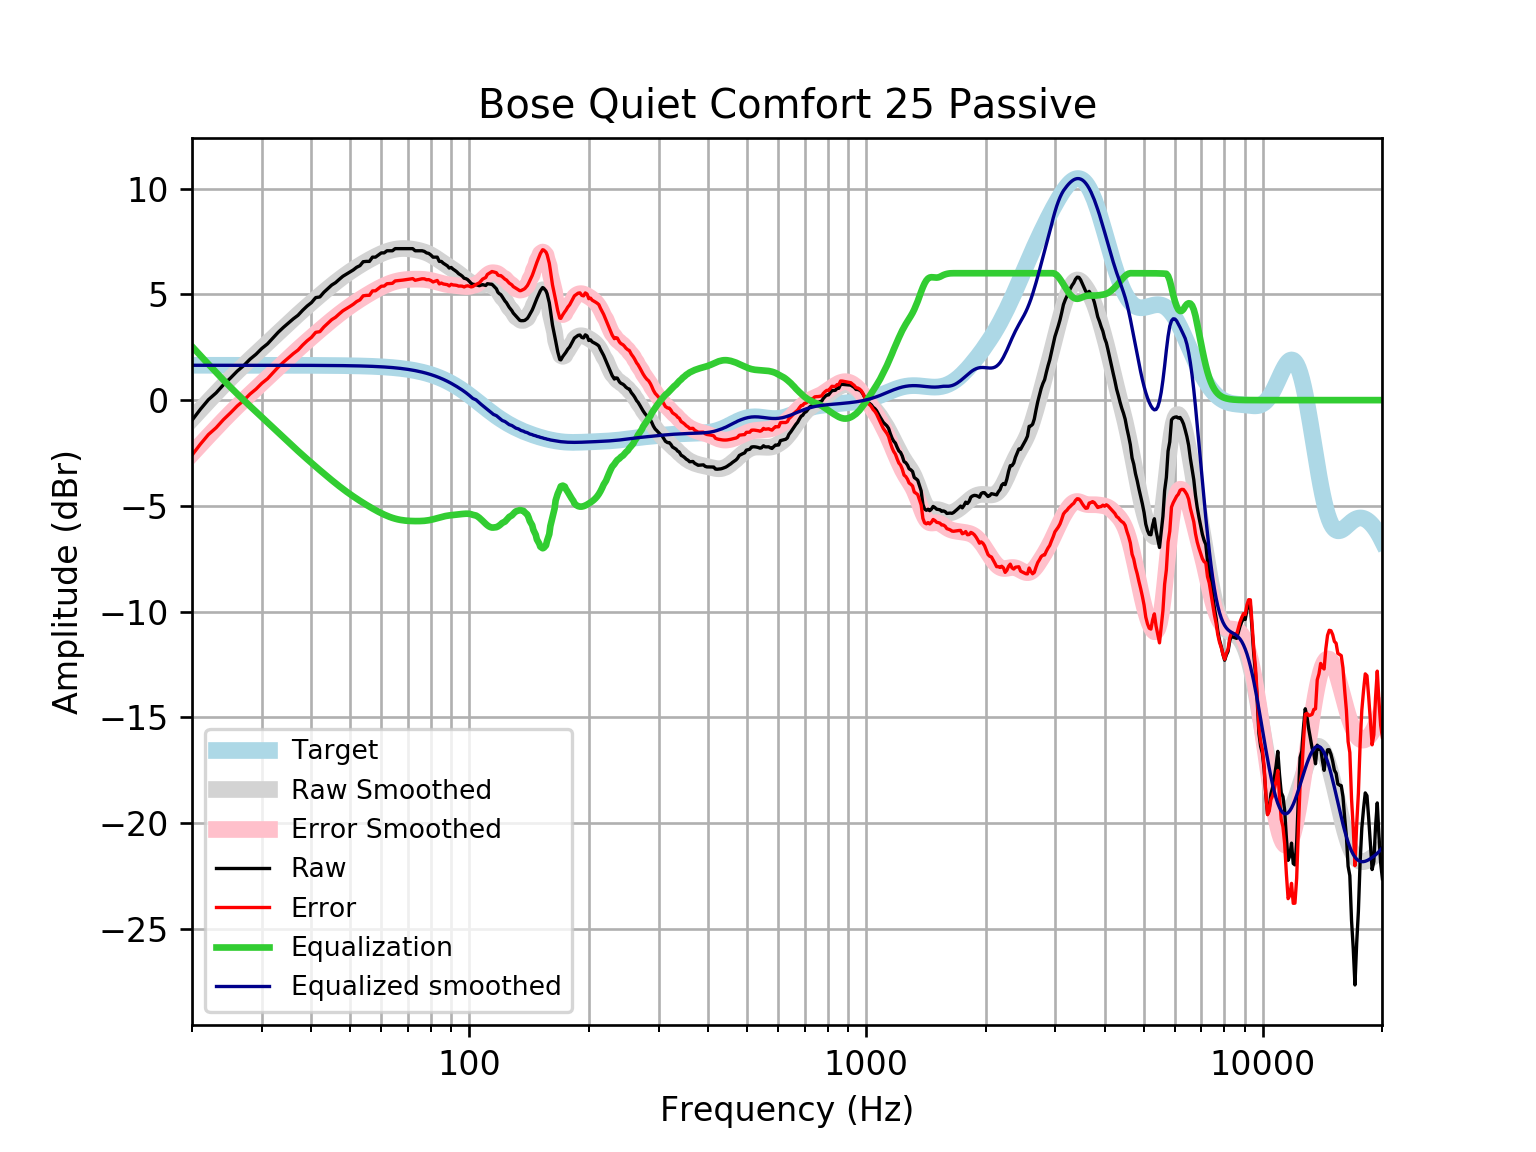 Bose Quiet Comfort 25 Passive
Amplitude (dBr)
10
5
0
−5
−10
−15
−20
−25
Target
Raw Smoothed
Error Smoothed
Raw
Error
Equalization
Equalized smoothed
100
1000
10000
Frequency (Hz)